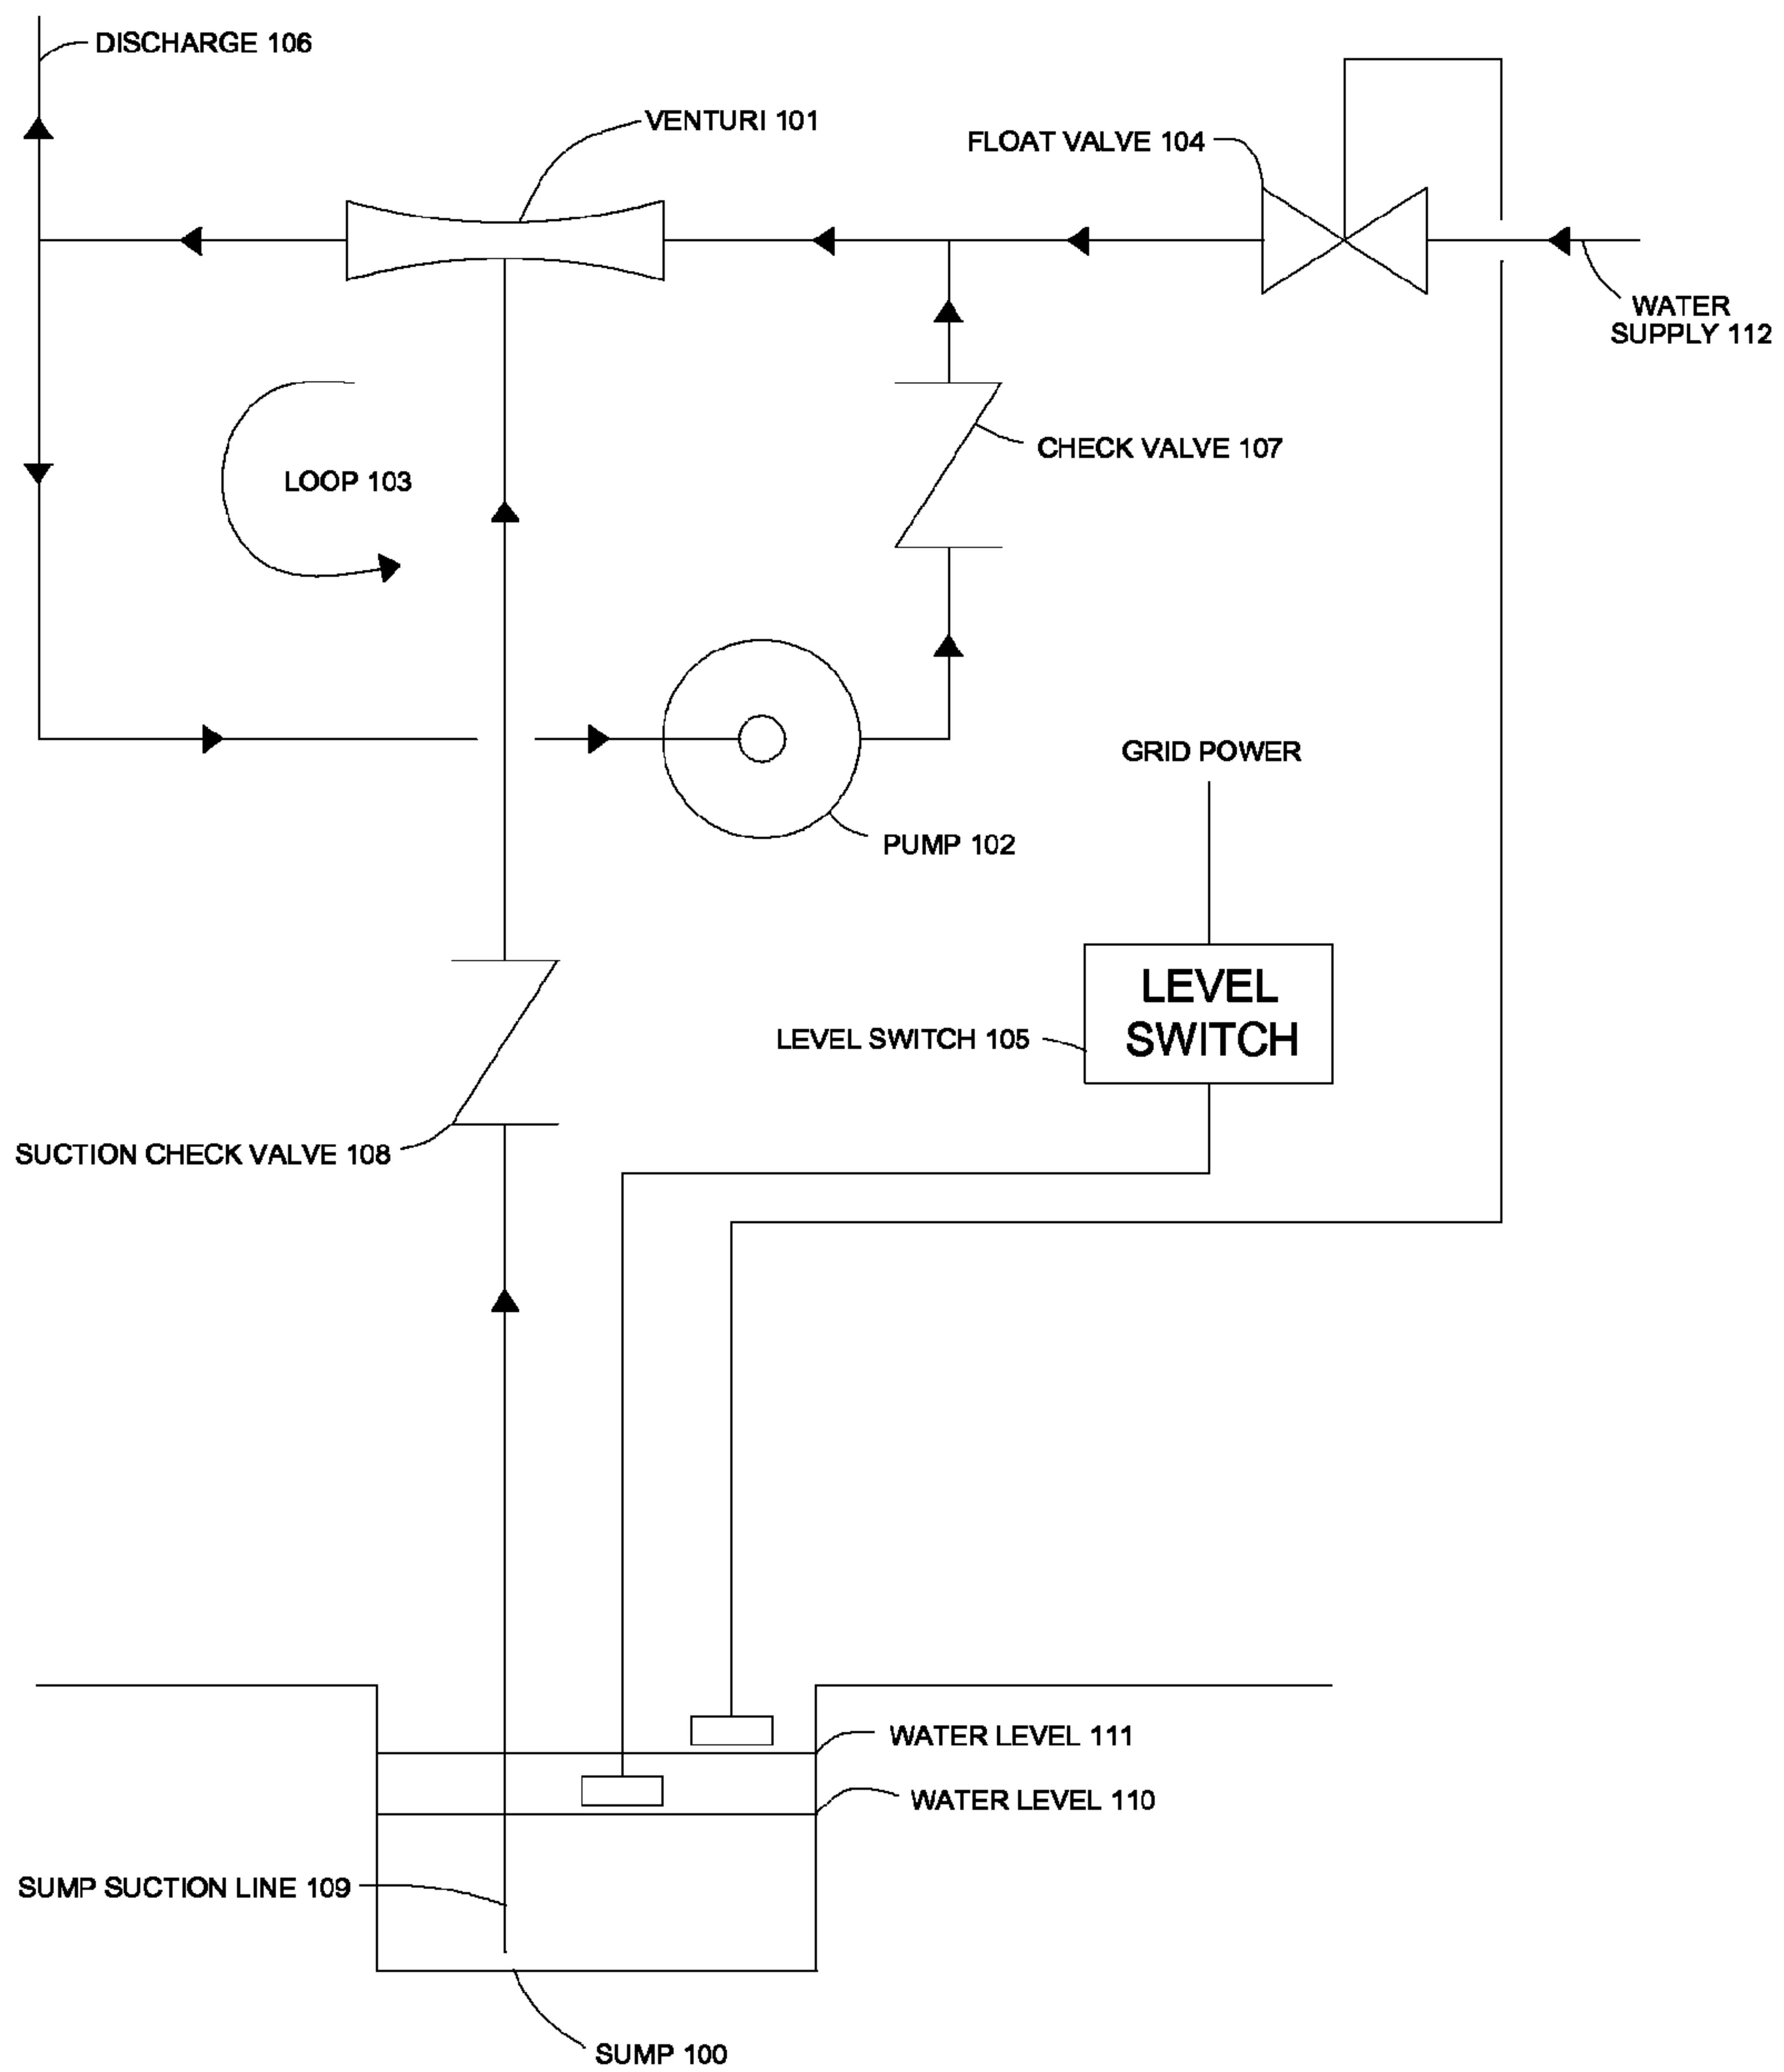 DISCHARGE 106
VENTURI 101
FLOAT VALVE 104
WATER
SUPPLY 112
CHECK VALVE 107
LOOP 103
GRID POWER
PUMP 102
LEVEL
SWITCH
LEVEL SWITCH 105
SUCTION CHECK VALVE 108
WATER LEVEL 111
WATER LEVEL 110
SUMP SUCTION LINE 109
SUMP 100